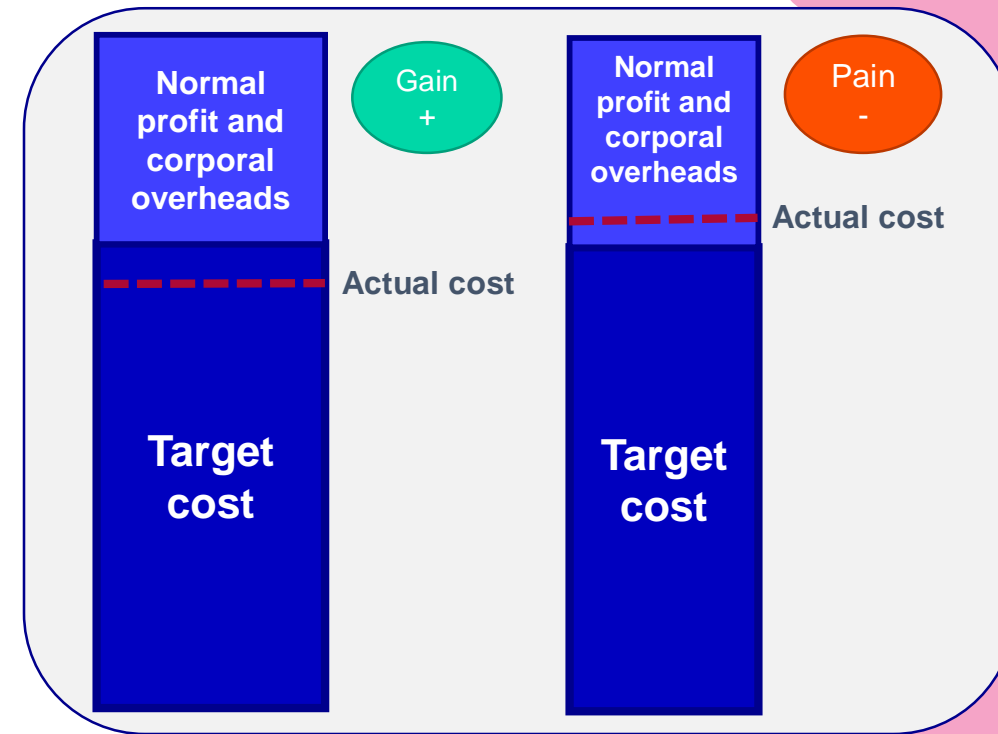 Normal
profit and
corporal
overheads
Gain
+
Actual cost
Target
cost
Normal
profit and
corporal
overheads
Pain
-
Actual cost
Target
cost